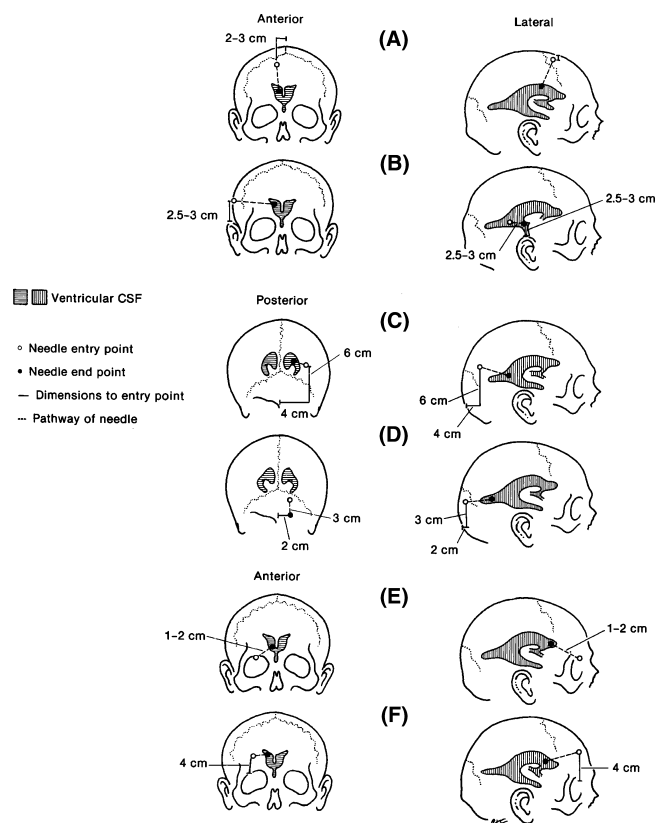 Anterior
Lateral
(A)
2-3 cm
(B)
2.5-3 cm
2.5-3 cm
2.5-3 cm
Ventricular CSF
Needle entry point
Needle end point
Dimensions to entry point
Pathway of needle
Posterior
(C)
6 cm
4 cm
6 cm
4 cm
(D)
3 cm
2 cm
3 cm
2 cm
Anterior
(E)
1-2 cm
1-2 cm
(F)
4 cm
4 cm